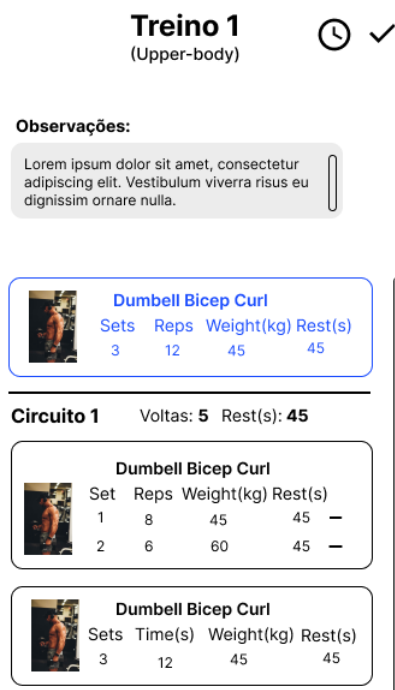 Treino 1
(Upper-body)
Observações:
Lorem ipsum dolor sit amet, consectetur
adipiscing elit. Vestibulum viverra risus eu
dignissim ornare nulla.
Dumbell Bicep Curl
Sets Reps Weight(kg) Rest(s)
3 12 45 45
Circuito 1 Voltas: 5 Rest(s): 45
Dumbell Bicep Curl
Set Reps Weight(kg) Rest(s)
1 8 45 45
2 6 60 45
Dumbell Bicep Curl
Sets Time(s) Weight(kg) Rest(s)
3 12 45 45